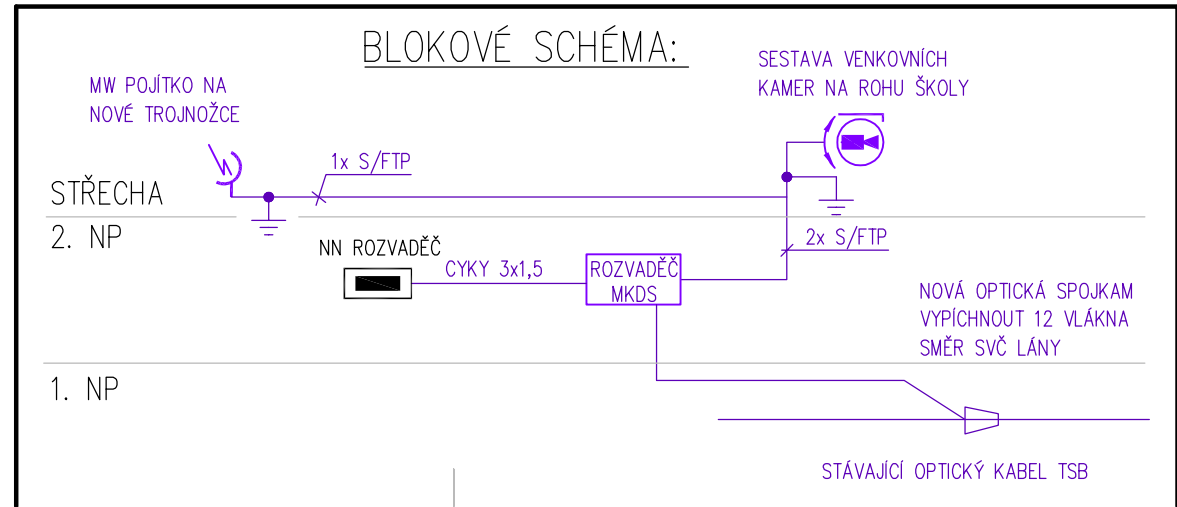 BLOKOVÉ SCHÉMA:
MW POJÍTKO NA
NOVÉ TROJNOŽCE
SESTAVA VENKOVNÍCH
KAMER NA ROHU ŠKOLY
1x S/FTP
STŘECHA
2. NP
NN ROZVADĚČ
CYKY 3x1,5
ROZVADĚČ
MKDS
2x S/FTP
NOVÁ OPTICKÁ SPOJKAM
VYPÍCHNOUT 12 VLÁKNA
SMĚR SVČ LÁNY
1. NP
STÁVAJÍCÍ OPTICKÝ KABEL TSB